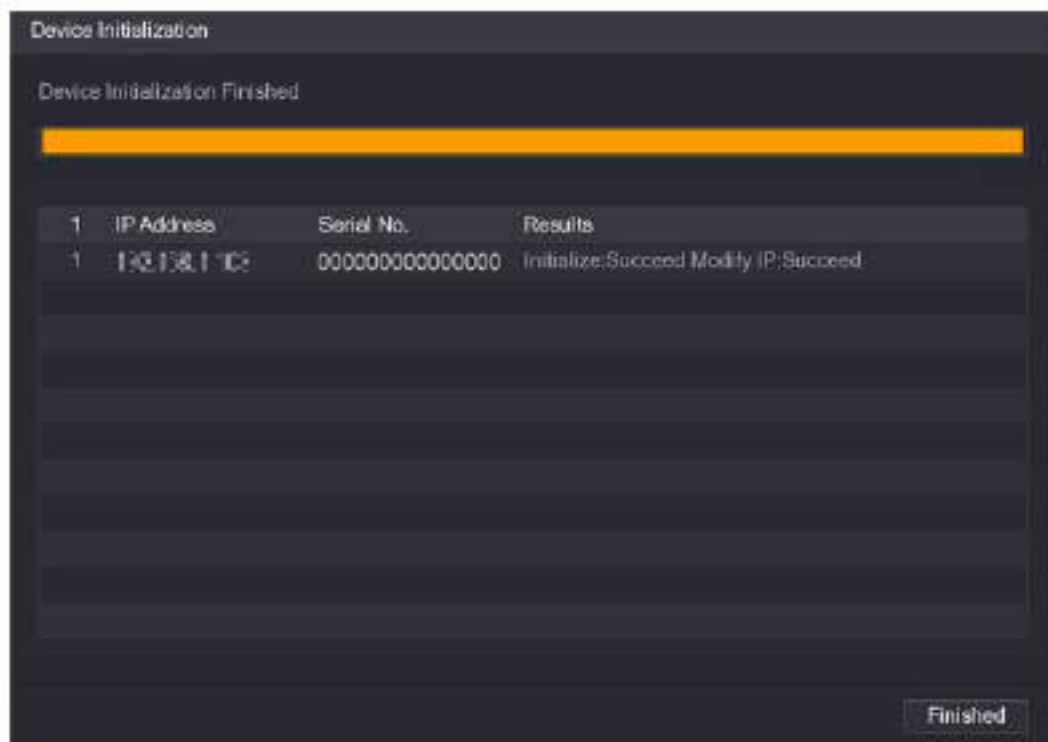 Device Initialization
Device Initialization Finished
1 IP Address Serial No. Results
1 000000000000000 Initialize:Succeed Modify IP:Succeed
Finished